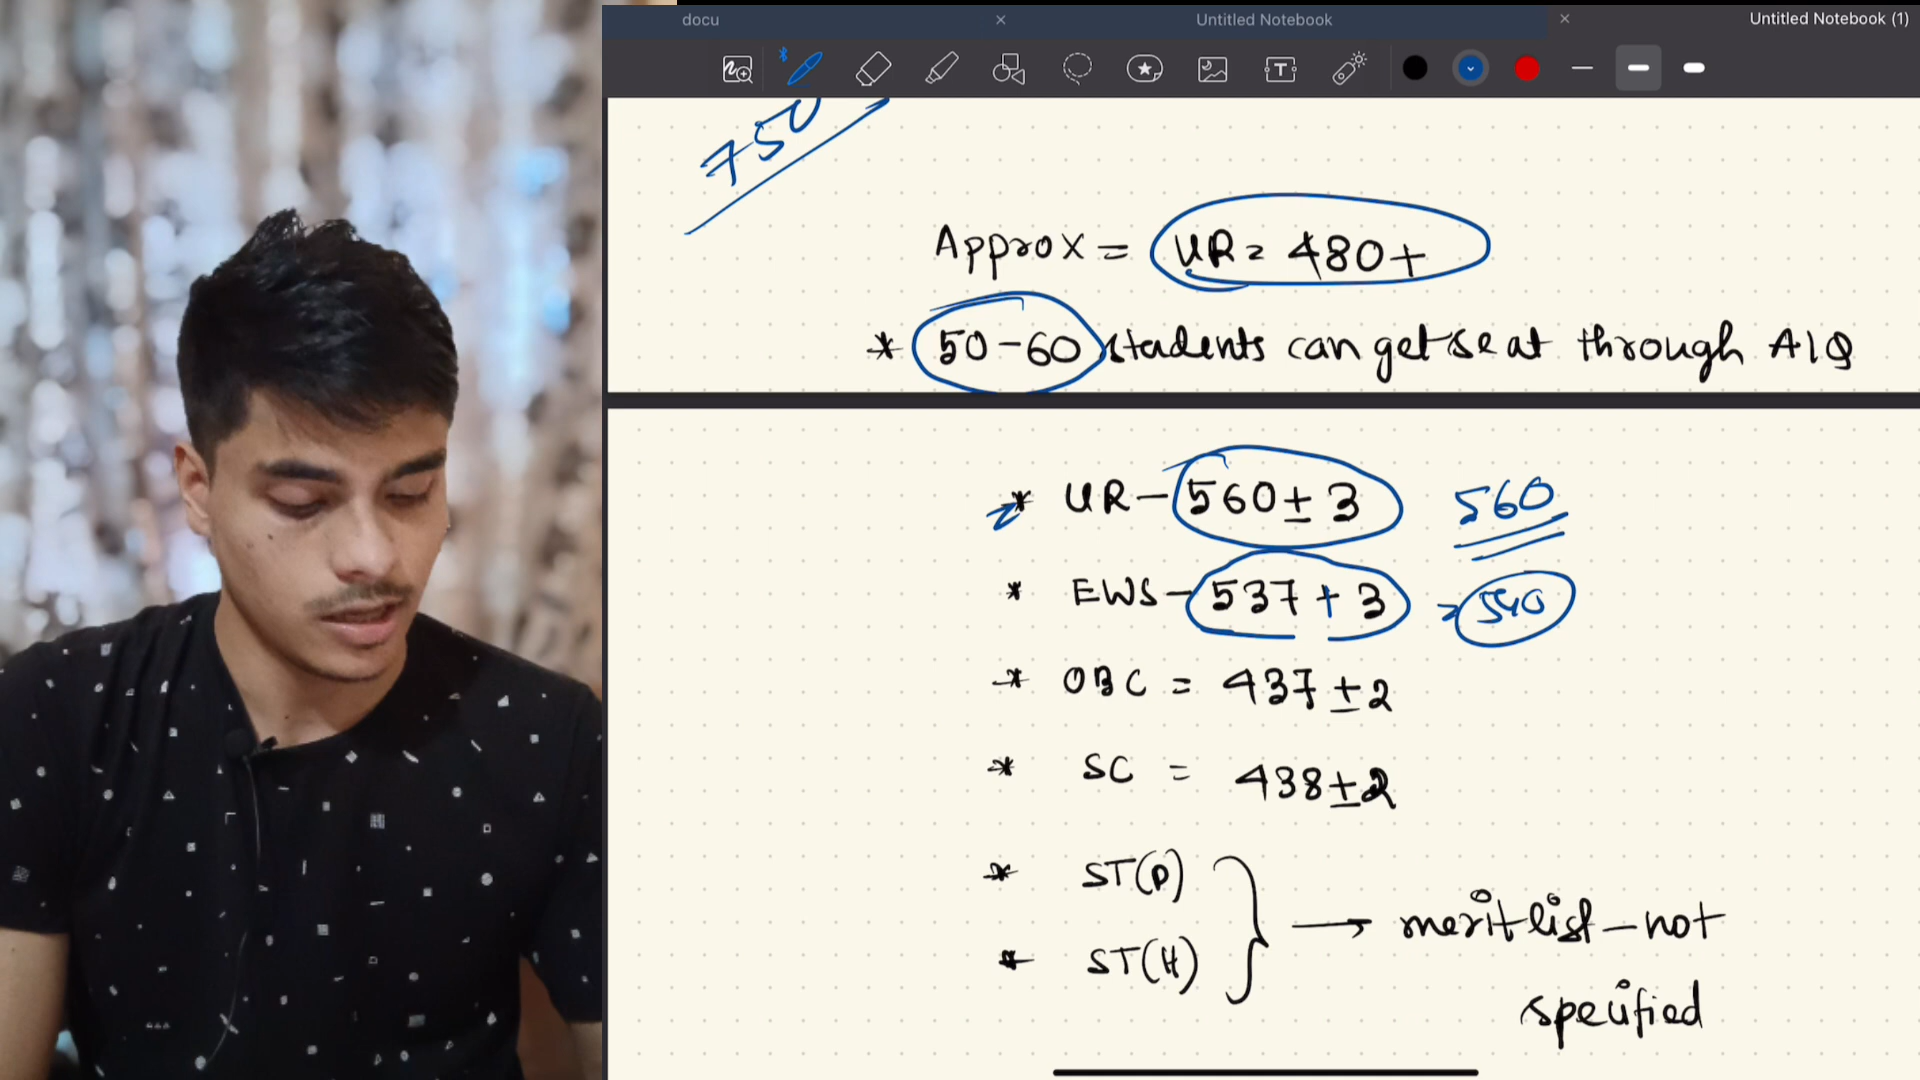 docu
Untitled Notebook
Untitled Notebook (1)
T
750
Approx = UR = 480+
* 50-60 students can get seat through AIQ
* UR - 560 ± 3 560
* EWS - 537 + 3 = 540
* OBC = 437 ± 2
* SC = 438 ± 2
* ST(P)
* ST(H)
→ merit list - not
specified